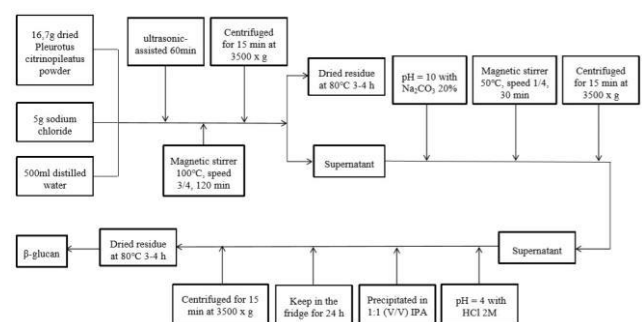 16,7g dried
Pleurotus
citrinopileatus
powder
5g sodium
chloride
500ml distilled
water
ultrasonic-
assisted 60min
Magnetic stirrer
100°C, speed
3/4, 120 min
Centrifuged
for 15 min at
3500 x g
Dried residue
at 80°C 3-4 h
Supernatant
pH = 10 with
Na₂CO₃ 20%
Magnetic stirrer
50°C, speed 1/4,
30 min
Centrifuged
for 15 min at
3500 x g
Supernatant
pH = 4 with
HCl 2M
Precipitated in
1:1 (V/V) IPA
Keep in the
fridge for 24 h
Centrifuged for 15
min at 3500 x g
Dried residue
at 80°C 3-4 h
β-glucan